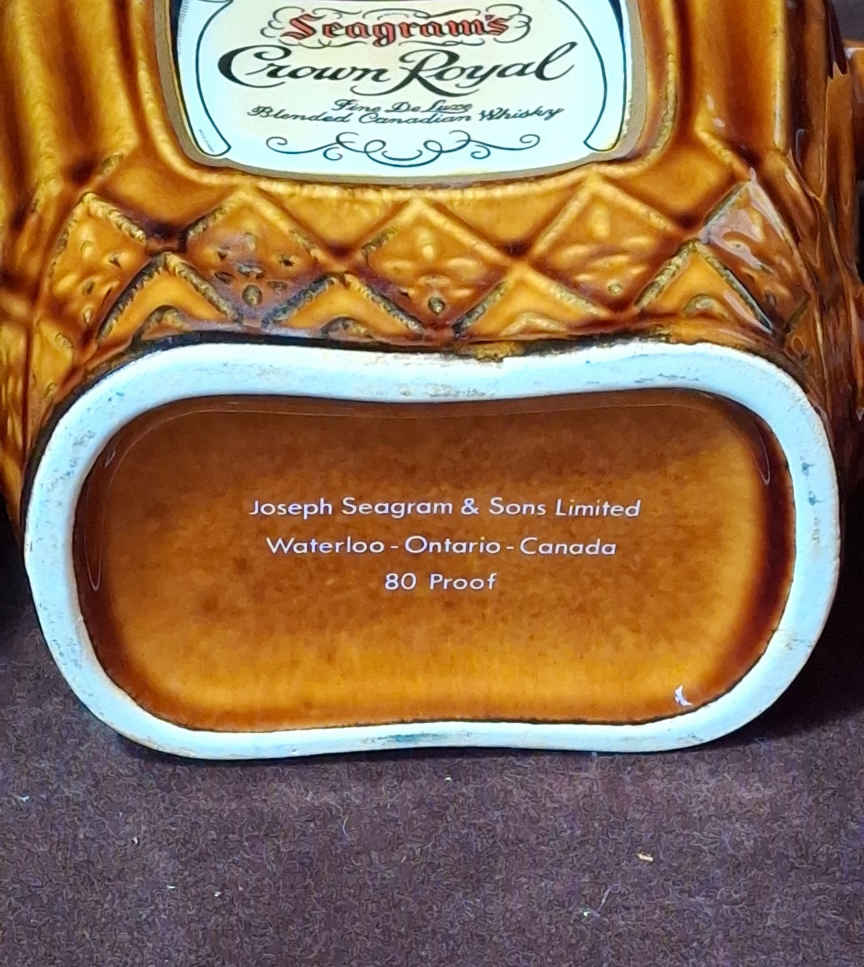 Seagram's
Crown Royal
Fine De Luxe
Blended Canadian Whisky
Joseph Seagram & Sons Limited
Waterloo - Ontario - Canada
80 Proof